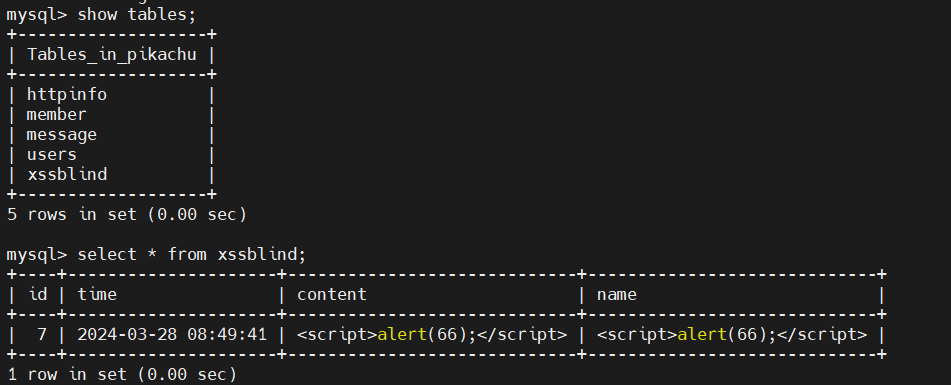 mysql> show tables;
+-------------------+
| Tables_in_pikachu |
+-------------------+
| httpinfo          |
| member            |
| message           |
| users             |
| xssblind          |
+-------------------+
5 rows in set (0.00 sec)
mysql> select * from xssblind;
+----+---------------------+-----------------------------+-----------------------------+
| id | time                | content                     | name                        |
+----+---------------------+-----------------------------+-----------------------------+
|  7 | 2024-03-28 08:49:41 | <script>alert(66);</script> | <script>alert(66);</script> |
+----+---------------------+-----------------------------+-----------------------------+
1 row in set (0.00 sec)